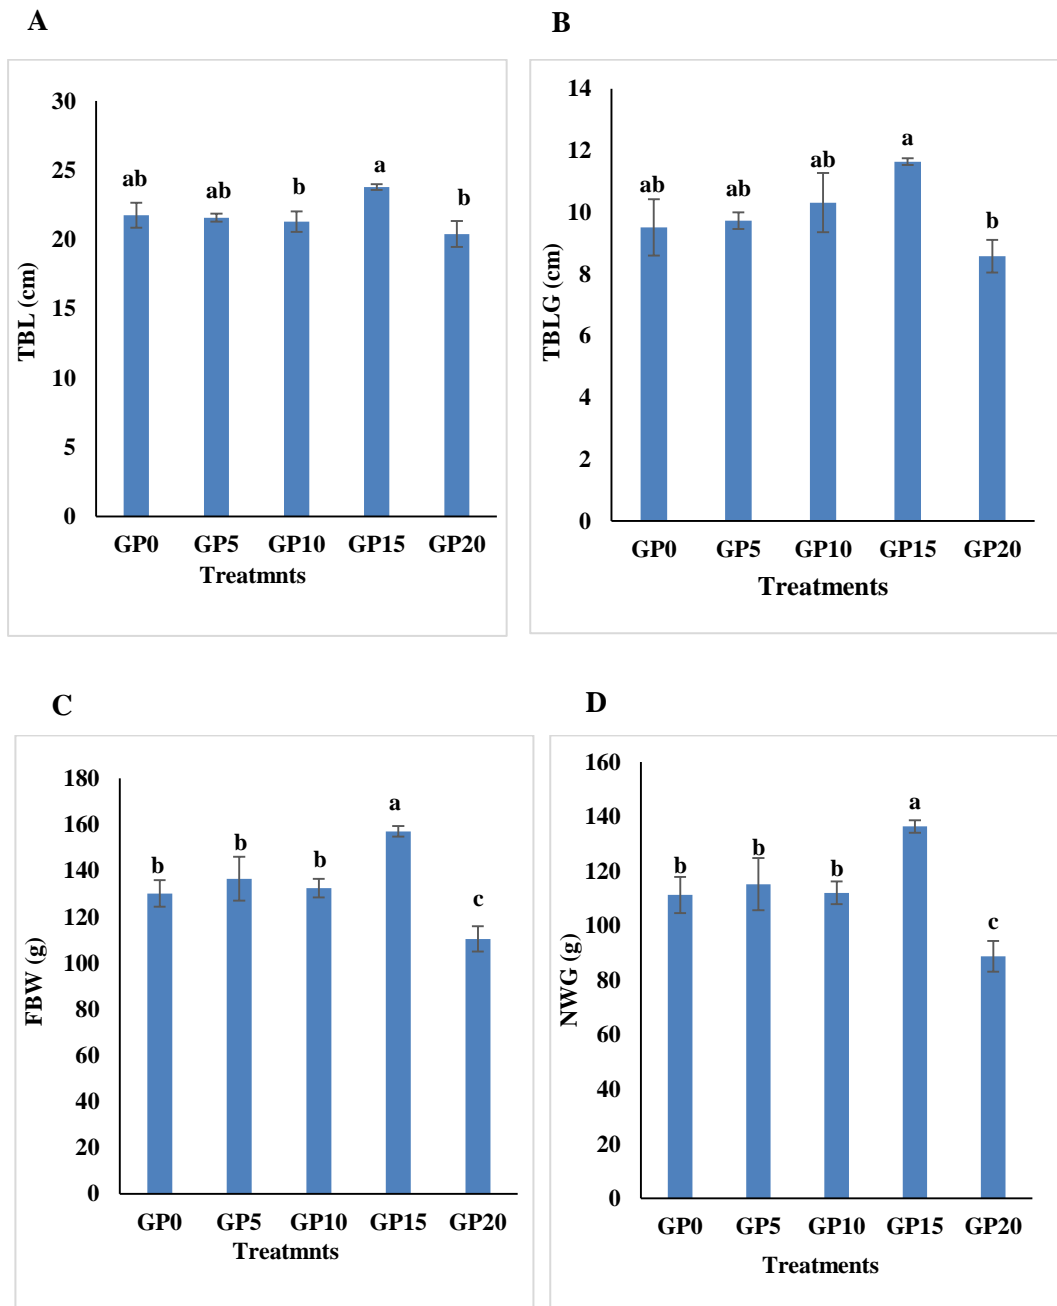 A
30
25
20
15
10
5
0
TBL (cm)
ab
ab
b
a
b
GP0 GP5 GP10 GP15 GP20
Treatmnts
B
14
12
10
8
6
4
2
0
TBLG (cm)
ab
ab
ab
a
b
GP0 GP5 GP10 GP15 GP20
Treatments
C
180
160
140
120
100
80
60
40
20
0
FBW (g)
b
b
b
a
c
GP0 GP5 GP10 GP15 GP20
Treatmnts
D
160
140
120
100
80
60
40
20
0
NWG (g)
b
b
b
a
c
GP0 GP5 GP10 GP15 GP20
Treatments